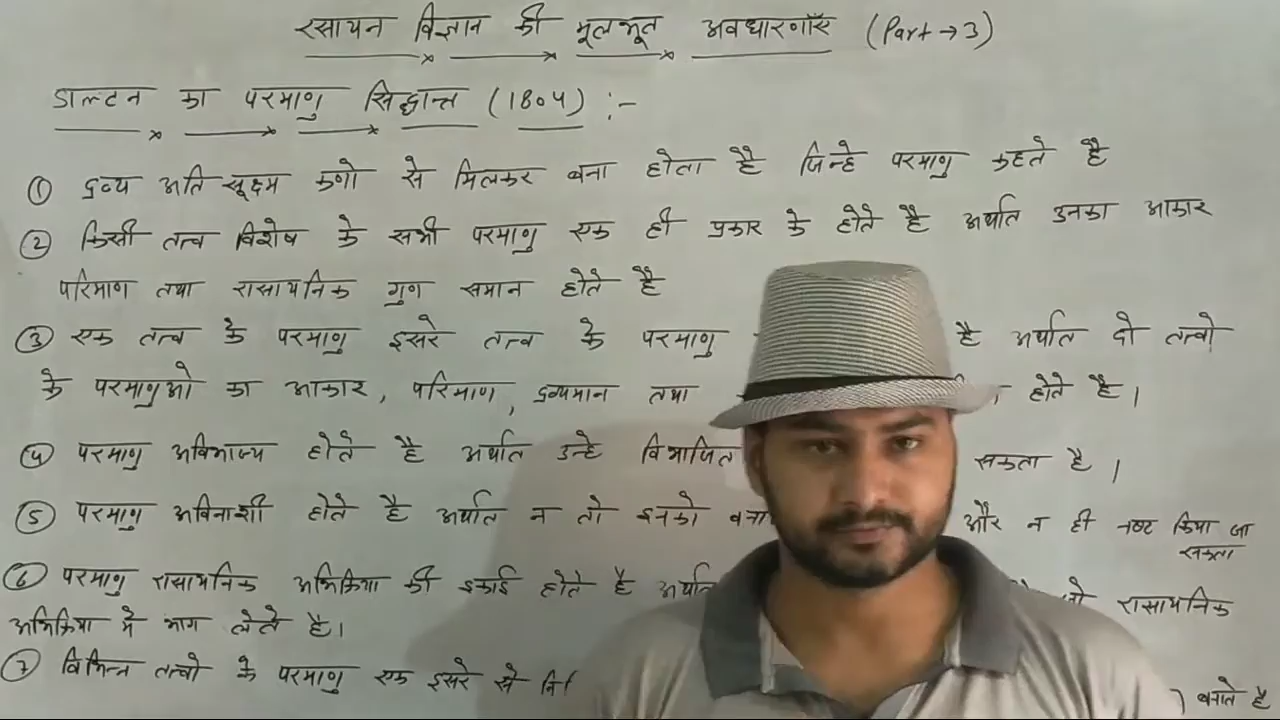 रसायन विज्ञान की मूलभूत अवधारणाँए (Part → 3)
डाल्टन का परमाणु सिद्धान्त (1804) :-
① द्रव्य अति सूक्ष्म कणो से मिलकर बना होता है जिन्हे परमाणु कहते है
② किसी तत्व विशेष के सभी परमाणु एक ही प्रकार के होते है अर्थात उनका आकार
परिमाण तथा रासायनिक गुण समान होते है
③ एक तत्व के परमाणु दुसरे तत्व के परमाणु है अर्थात दो तत्वो
के परमाणुओ का आकार, परिमाण, द्रव्यमान तथा होते है।
④ परमाणु अविभाज्य होते है अर्थात उन्हे विभाजित सकता है।
⑤ परमाणु अविनाशी होते है अर्थात न तो इनको और न ही नष्ट किया जा
सकता
⑥ परमाणु रासायनिक अभिक्रिया की इकाई होते है अर्थात जो रासायनिक
अभिक्रिया मे भाग लेते है।
⑦ विभिन्न तत्वो के परमाणु एक दुसरे से बनाते है